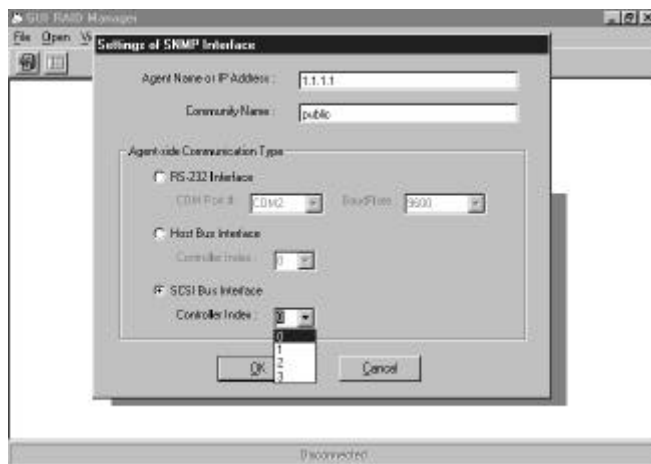 GUI RAID Manager
File Open
Settings of SNMP Interface
Agent Name or IP Address : 1.1.1.1
Community Name : public
Agent-side Communication Type
RS-232 Interface
COM Port # : COM2 BaudRate : 9600
Host Bus Interface
Controller Index : 0
SCSI Bus Interface
Controller Index : 0
0
1
2
3
OK Cancel
Disconnected